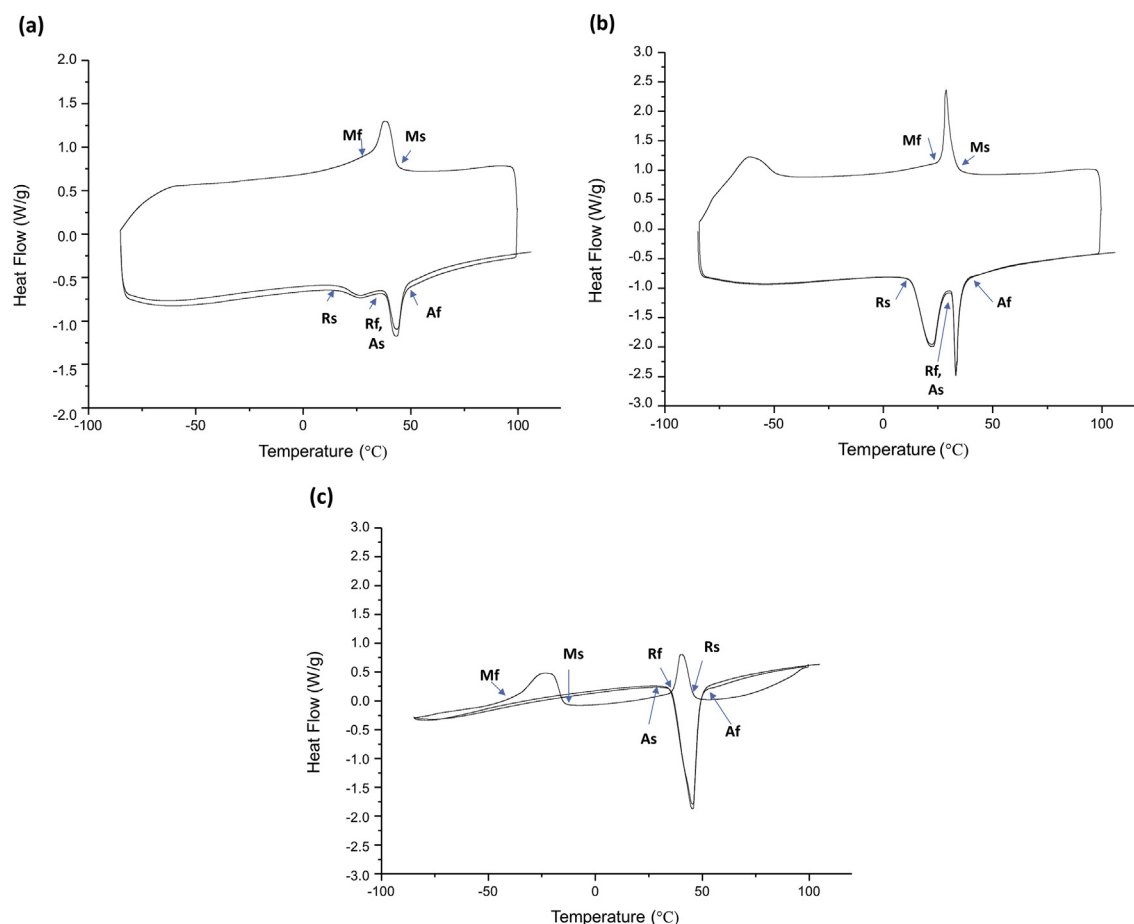 (a)
2.0
1.5
1.0
0.5
0.0
-0.5
-1.0
-1.5
-2.0
Heat Flow (W/g)
Mf
Ms
Rs
Rf,
As
Af
-100
-50
0
50
100
Temperature (°C)
(b)
3.0
2.5
2.0
1.5
1.0
0.5
0.0
-0.5
-1.0
-1.5
-2.0
-2.5
-3.0
Heat Flow (W/g)
Mf
Ms
Rs
Rf,
As
Af
-100
-50
0
50
100
Temperature (°C)
(c)
3.0
2.5
2.0
1.5
1.0
0.5
0.0
-0.5
-1.0
-1.5
-2.0
-2.5
-3.0
Heat Flow (W/g)
Mf
Ms
Rf
Rs
As
Af
-100
-50
0
50
100
Temperature (°C)